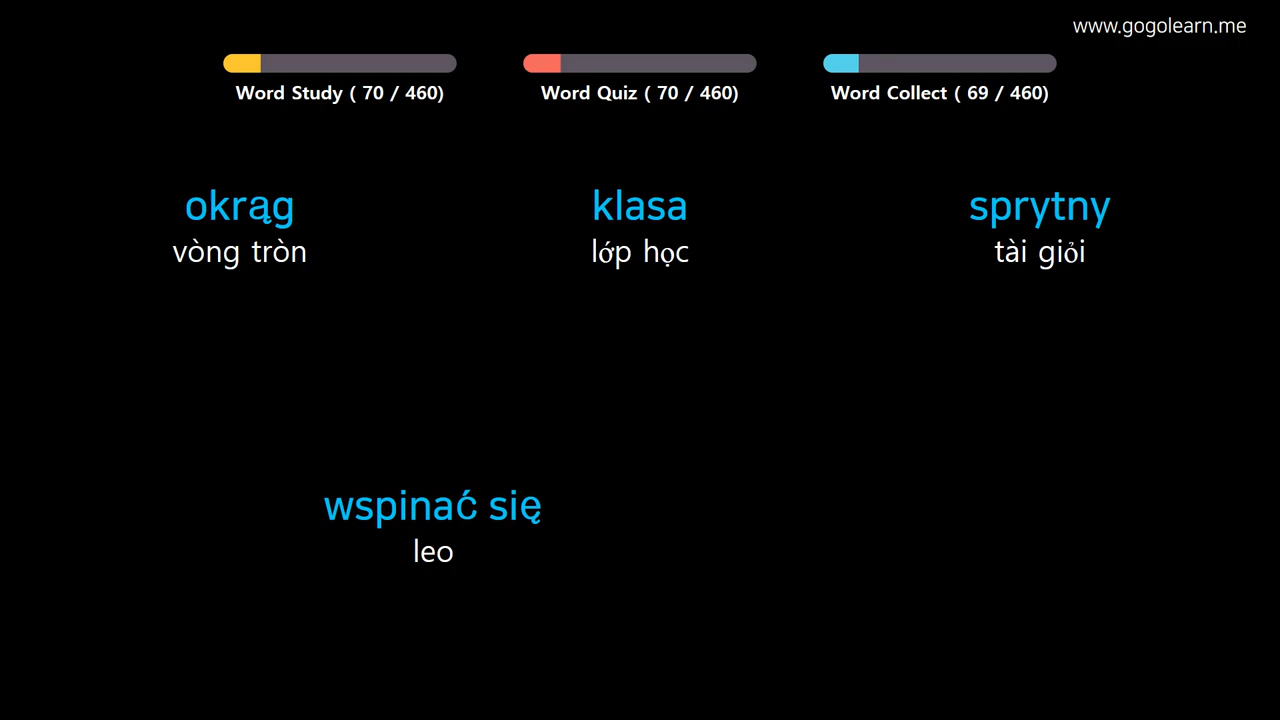 www.gogolearn.me
Word Study ( 70 / 460)
Word Quiz ( 70 / 460)
Word Collect ( 69 / 460)
okrąg
vòng tròn
klasa
lớp học
sprytny
tài giỏi
wspinać się
leo